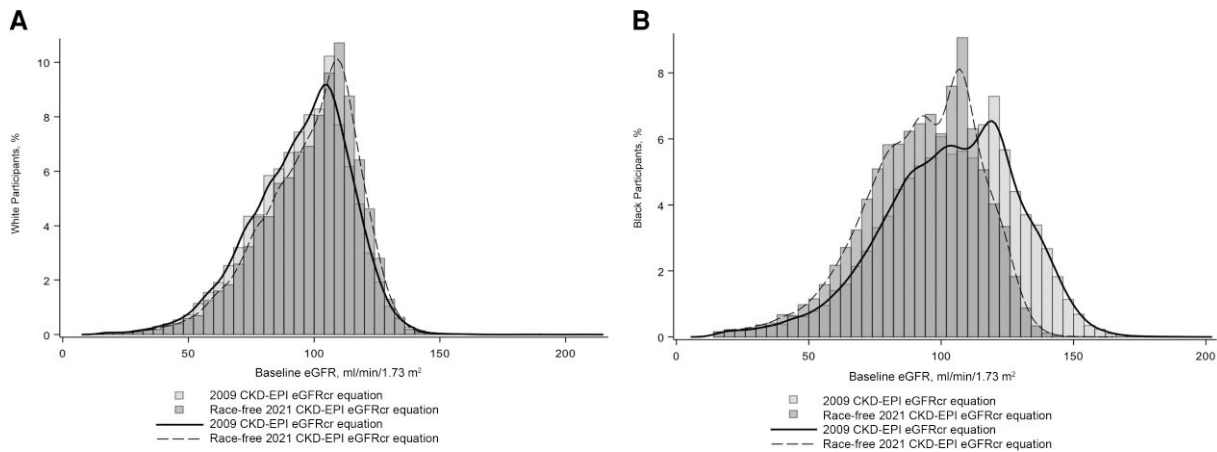 A
White Participants, %
10
8
6
4
2
0
0
50
100
150
200
Baseline eGFR, ml/min/1.73 m²
2009 CKD-EPI eGFRcr equation
Race-free 2021 CKD-EPI eGFRcr equation
2009 CKD-EPI eGFRcr equation
Race-free 2021 CKD-EPI eGFRcr equation
B
Black Participants, %
8
6
4
2
0
0
50
100
150
200
Baseline eGFR, ml/min/1.73 m²
2009 CKD-EPI eGFRcr equation
Race-free 2021 CKD-EPI eGFRcr equation
2009 CKD-EPI eGFRcr equation
Race-free 2021 CKD-EPI eGFRcr equation